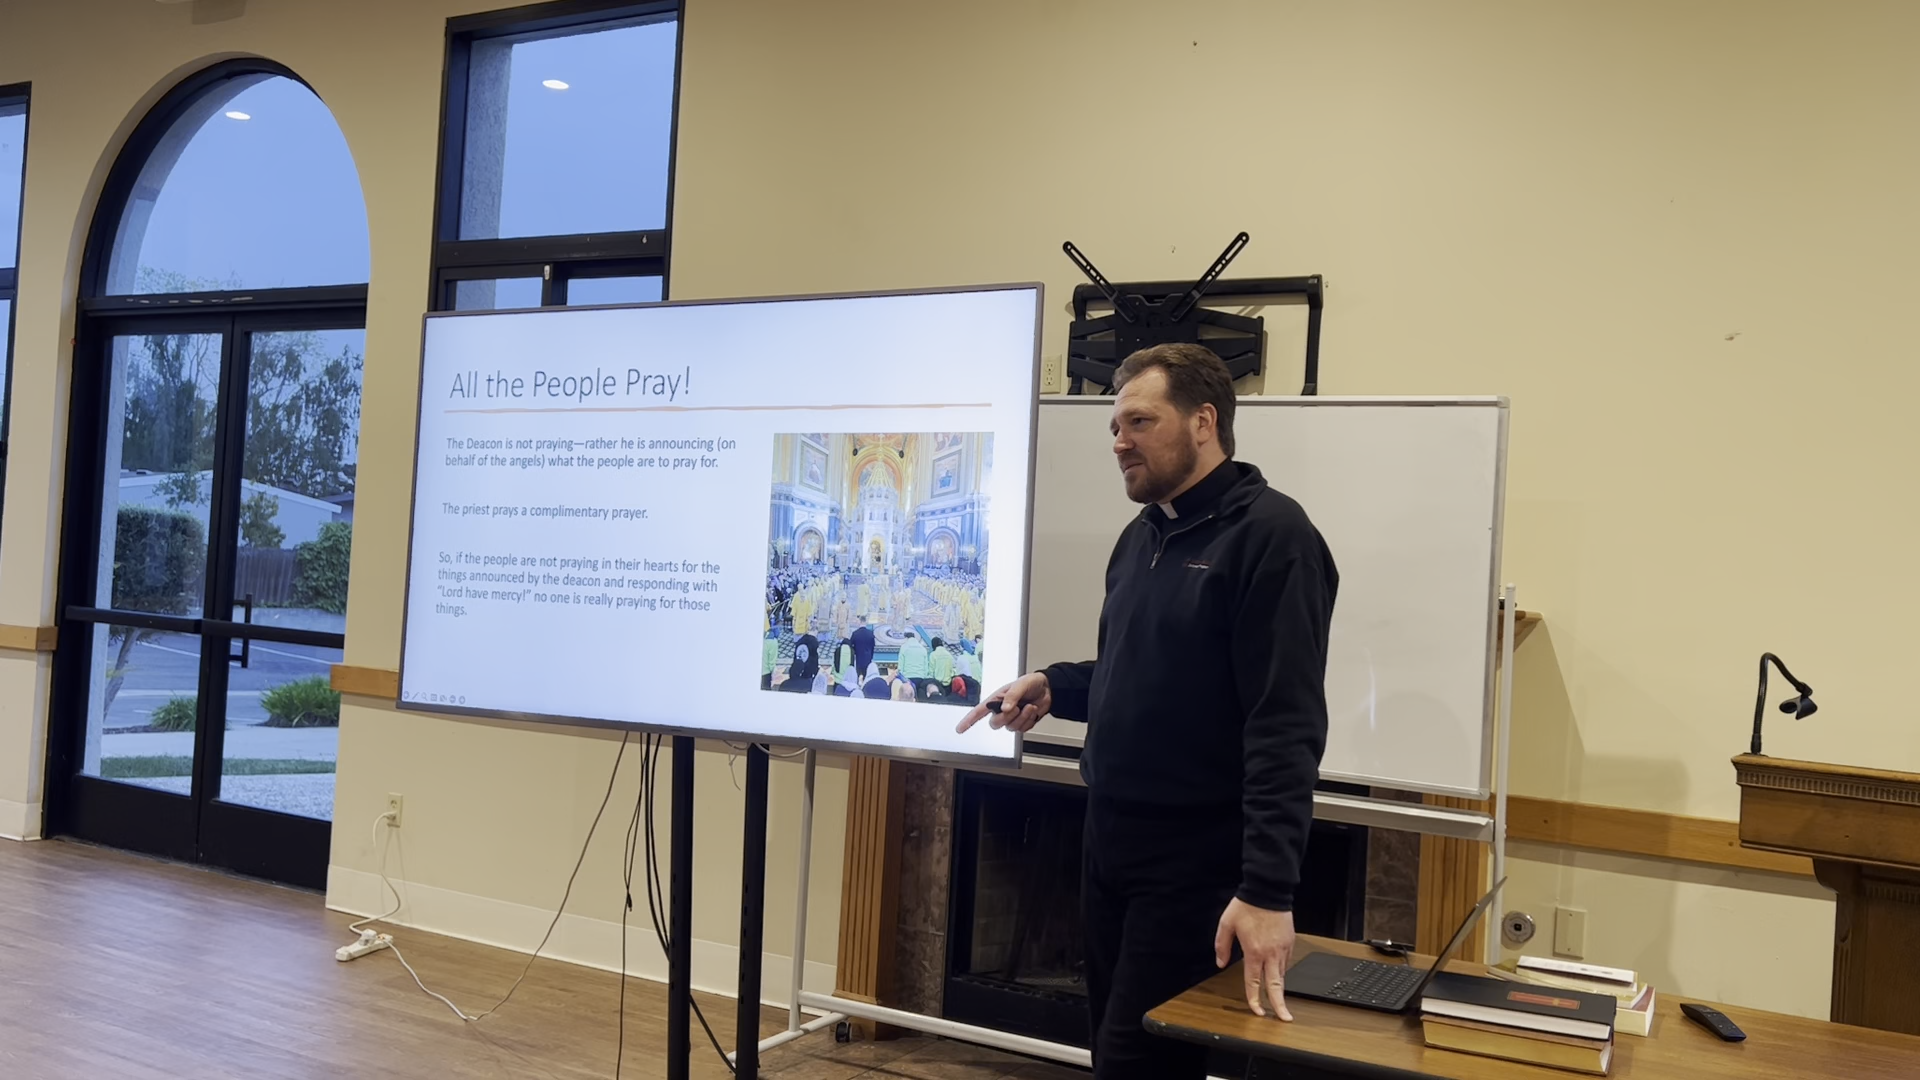 All the People Pray!
The Deacon is not praying—rather he is announcing (on
behalf of the angels) what the people are to pray for.
The priest prays a complimentary prayer.
So, if the people are not praying in their hearts for the
things announced by the deacon and responding with
“Lord have mercy!” no one is really praying for those
things.